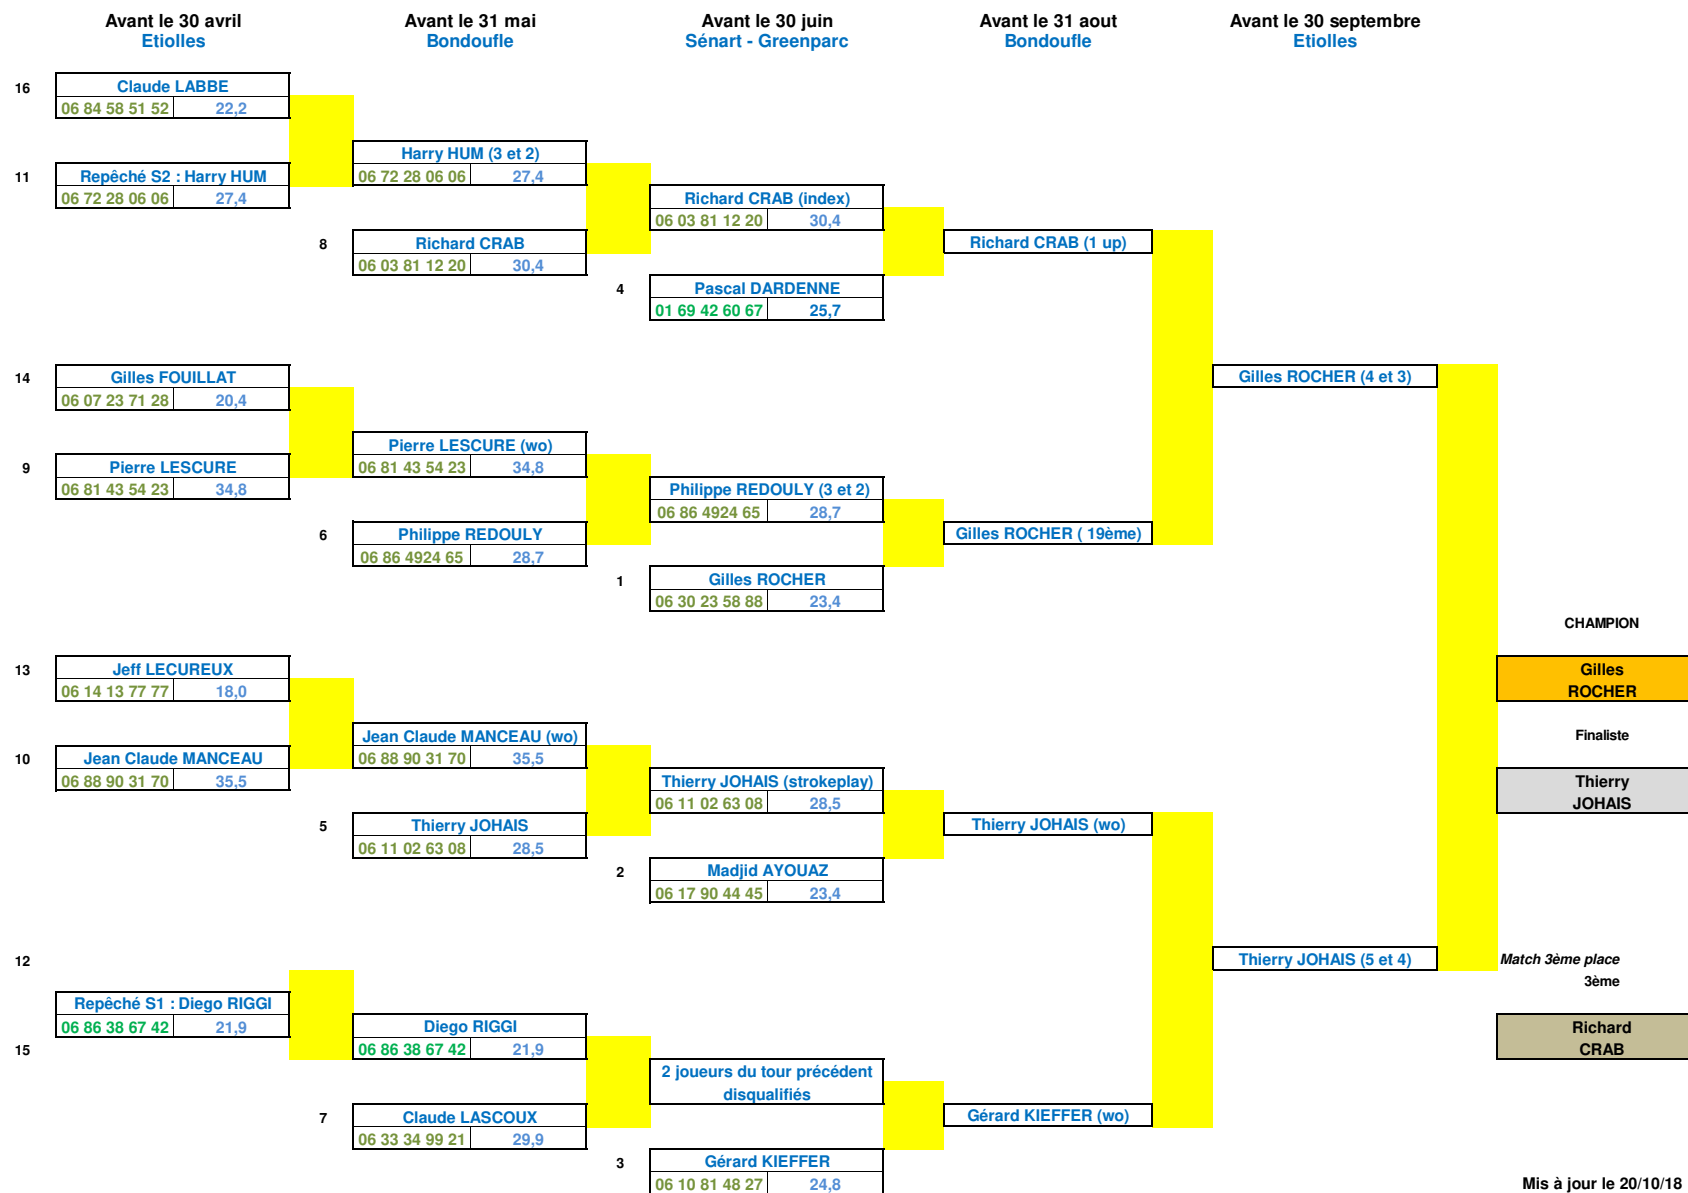 Avant le 30 avril
Etiolles
Avant le 31 mai
Bondoufle
Avant le 30 juin
Sénart - Greenparc
Avant le 31 aout
Bondoufle
Avant le 30 septembre
Etiolles
16
Claude LABBE
06 84 58 51 52 22,2
11
Repêché S2 : Harry HUM
06 72 28 06 06 27,4
Harry HUM (3 et 2)
06 72 28 06 06 27,4
8
Richard CRAB
06 03 81 12 20 30,4
Richard CRAB (index)
06 03 81 12 20 30,4
4
Pascal DARDENNE
01 69 42 60 67 25,7
Richard CRAB (1 up)
14
Gilles FOUILLAT
06 07 23 71 28 20,4
9
Pierre LESCURE
06 81 43 54 23 34,8
Pierre LESCURE (wo)
06 81 43 54 23 34,8
6
Philippe REDOULY
06 86 4924 65 28,7
Philippe REDOULY (3 et 2)
06 86 4924 65 28,7
1
Gilles ROCHER
06 30 23 58 88 23,4
Gilles ROCHER ( 19ème)
Gilles ROCHER (4 et 3)
13
Jeff LECUREUX
06 14 13 77 77 18,0
10
Jean Claude MANCEAU
06 88 90 31 70 35,5
Jean Claude MANCEAU (wo)
06 88 90 31 70 35,5
5
Thierry JOHAIS
06 11 02 63 08 28,5
Thierry JOHAIS (strokeplay)
06 11 02 63 08 28,5
2
Madjid AYOUAZ
06 17 90 44 45 23,4
Thierry JOHAIS (wo)
12
Repêché S1 : Diego RIGGI
06 86 38 67 42 21,9
15
Diego RIGGI
06 86 38 67 42 21,9
7
Claude LASCOUX
06 33 34 99 21 29,9
2 joueurs du tour précédent
disqualifiés
3
Gérard KIEFFER
06 10 81 48 27 24,8
Gérard KIEFFER (wo)
Thierry JOHAIS (5 et 4)
CHAMPION
Gilles
ROCHER
Finaliste
Thierry
JOHAIS
Match 3ème place
3ème
Richard
CRAB
Mis à jour le 20/10/18